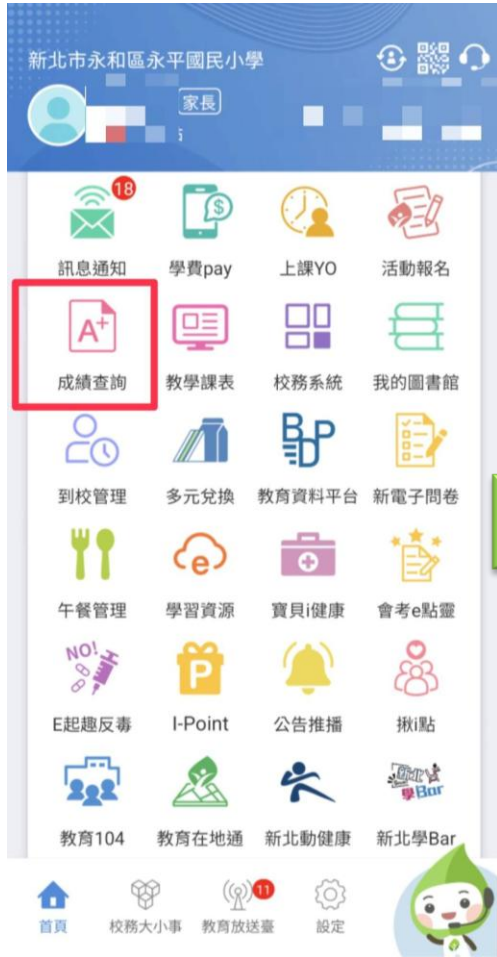 新北市永和區永平國民小學
家長
18
訊息通知 學費pay 上課YO 活動報名
A+
成績查詢 教學課表 校務系統 我的圖書館
BDP
到校管理 多元兌換 教育資料平台 新電子問卷
e
午餐管理 學習資源 寶貝i健康 會考e點靈
NO!
P
E起趣反毒 I-Point 公告推播 揪i點
新北學Bar
教育104 教育在地通 新北動健康 新北學Bar
11
首頁 校務大小事 教育放送臺 設定